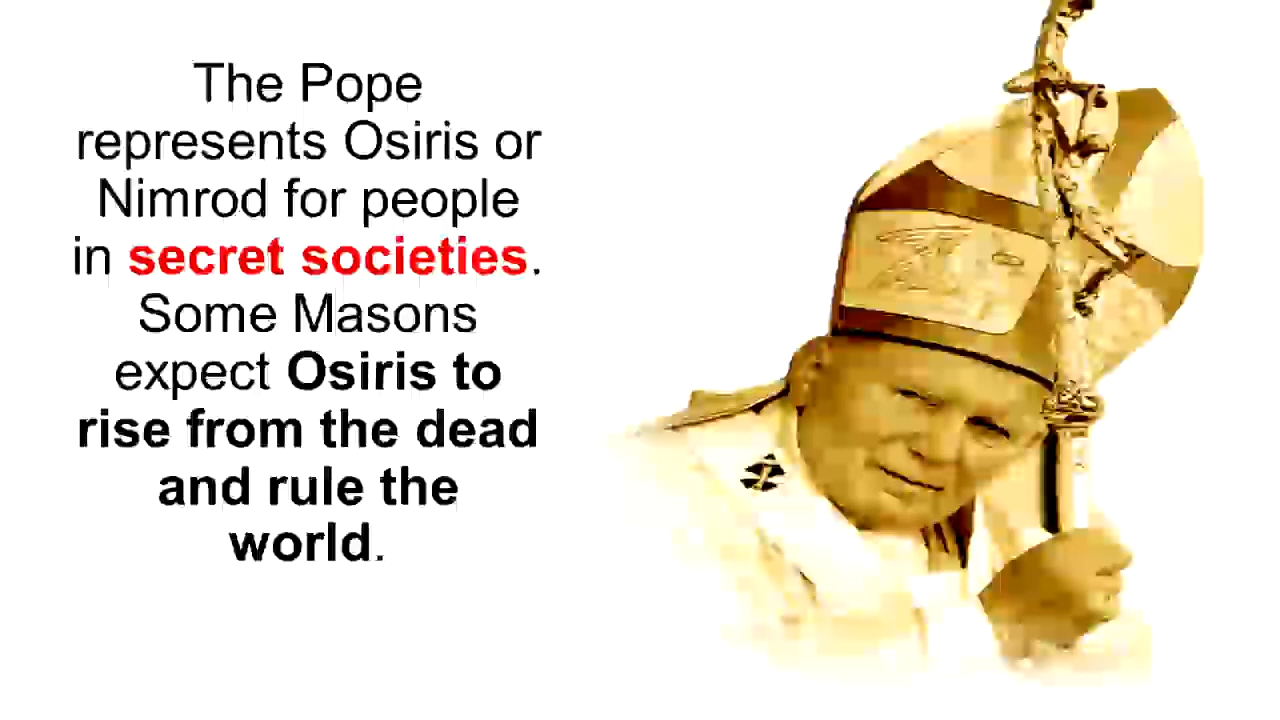 The Pope
represents Osiris or
Nimrod for people
in secret societies.
Some Masons
expect Osiris to
rise from the dead
and rule the
world.